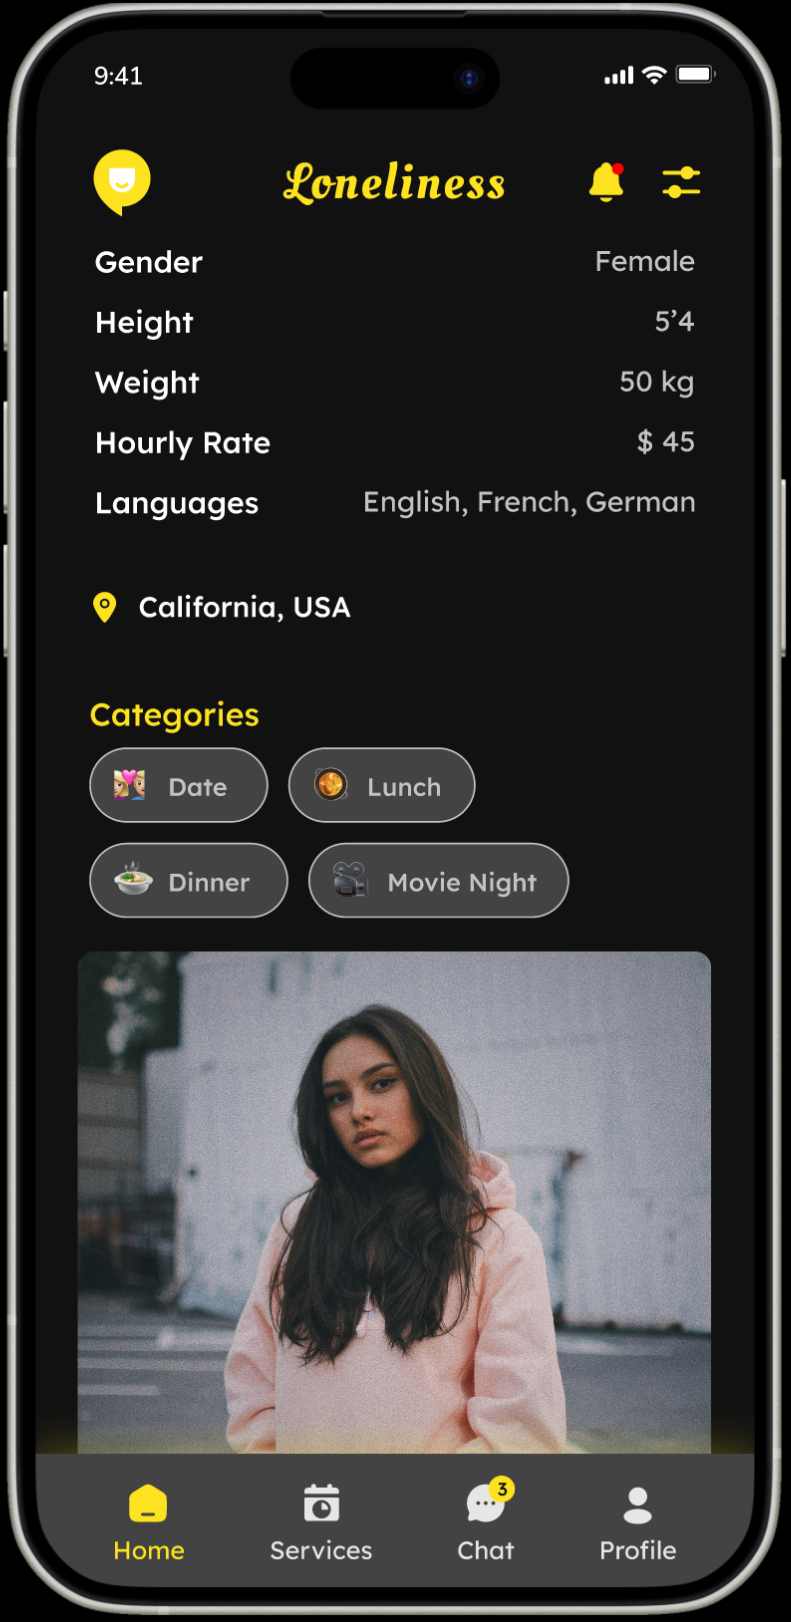 9:41
Loneliness
Gender Female
Height 5’4
Weight 50 kg
Hourly Rate $ 45
Languages English, French, German
California, USA
Categories
Date Lunch
Dinner Movie Night
3
Home Services Chat Profile